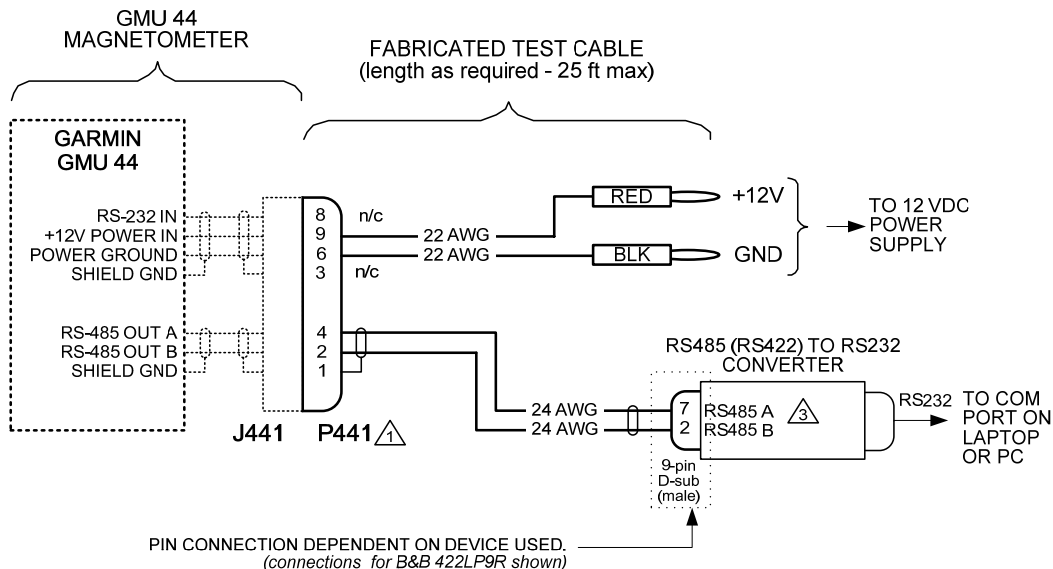 GMU 44
MAGNETOMETER
FABRICATED TEST CABLE
(length as required - 25 ft max)
GARMIN
GMU 44
RS-232 IN
+12V POWER IN
POWER GROUND
SHIELD GND
RS-485 OUT A
RS-485 OUT B
SHIELD GND
8 n/c
9 22 AWG
6 22 AWG
3 n/c
4
2
1
J441 P441 1
RED +12V
BLK GND
TO 12 VDC
POWER
SUPPLY
RS485 (RS422) TO RS232
CONVERTER
24 AWG 7 RS485 A
24 AWG 2 RS485 B
3
RS232
TO COM
PORT ON
LAPTOP
OR PC
9-pin
D-sub
(male)
PIN CONNECTION DEPENDENT ON DEVICE USED.
(connections for B&B 422LP9R shown)